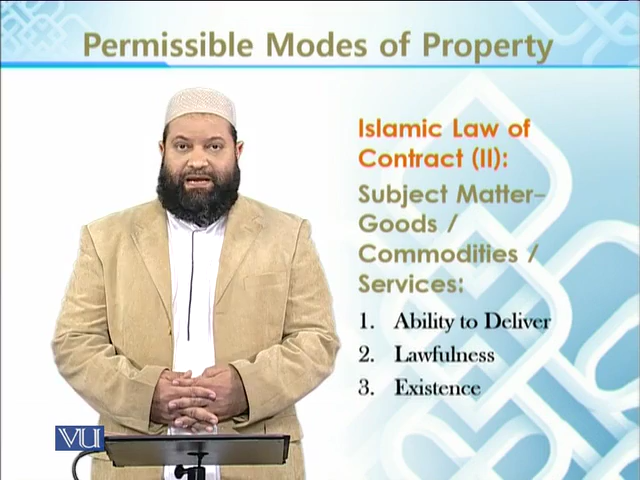 Permissible Modes of Property
Islamic Law of
Contract (II):
Subject Matter–
Goods /
Commodities /
Services:
1. Ability to Deliver
2. Lawfulness
3. Existence
VU